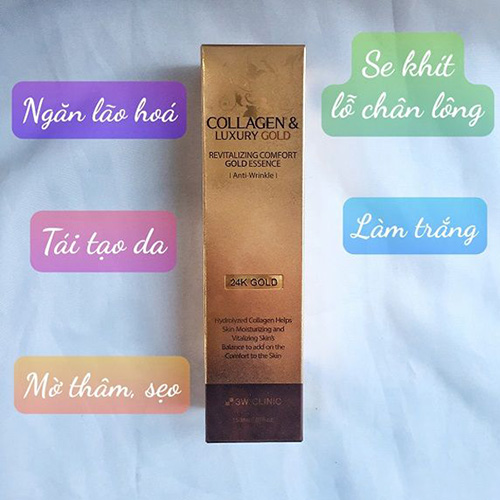 Ngăn lão hoá
Se khít
lỗ chân lông
Tái tạo da
Làm trắng
Mờ thâm, sẹo
COLLAGEN &
LUXURY GOLD
REVITALIZING COMFORT
GOLD ESSENCE
( Anti-Wrinkle )
24K GOLD
Hydrolyzed Collagen Helps
Skin Moisturizing and
Vitalizing Skin's
Balance to add on the
Comfort to the Skin
3W CLINIC